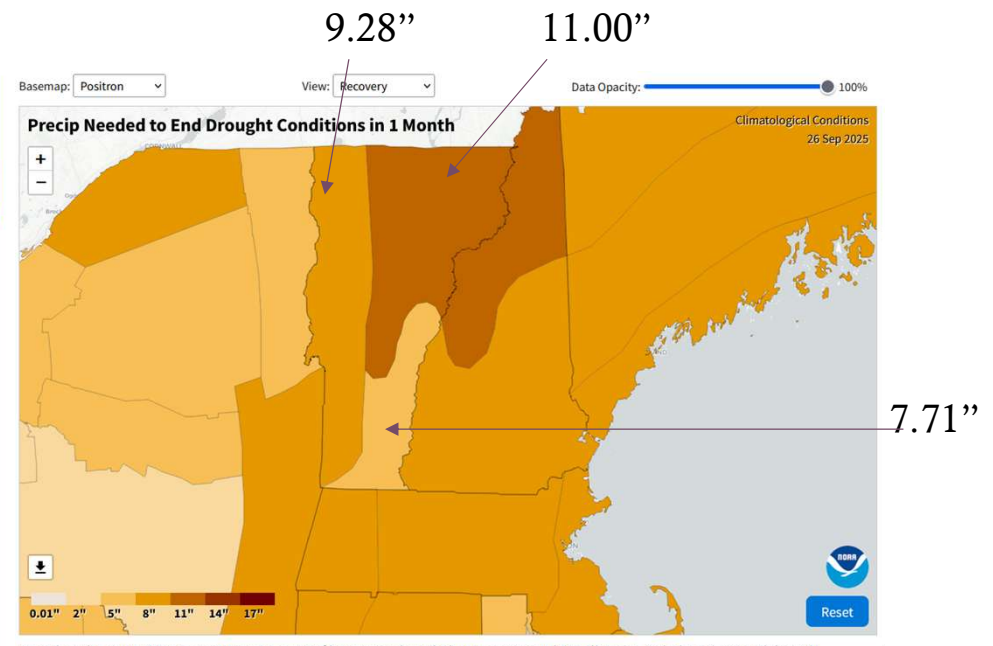 9.28” 11.00”
Basemap: Positron View: Recovery Data Opacity: 100%
Precip Needed to End Drought Conditions in 1 Month
Climatological Conditions
26 Sep 2025
+
−
7.71”
NOAA
0.01" 2" 5" 8" 11" 14" 17"
Reset